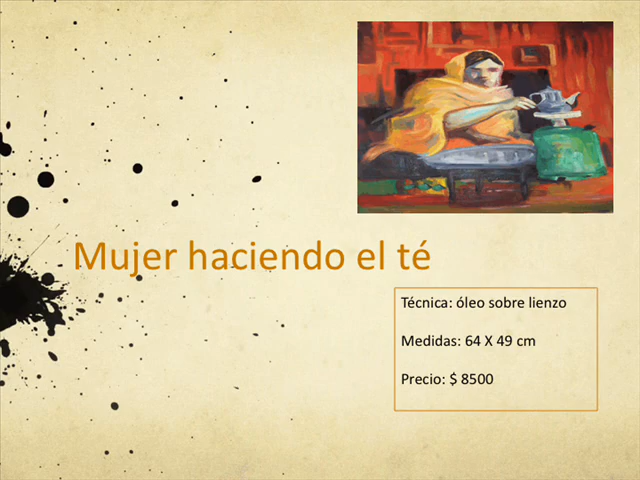 Mujer haciendo el té
Técnica: óleo sobre lienzo
Medidas: 64 X 49 cm
Precio: $ 8500